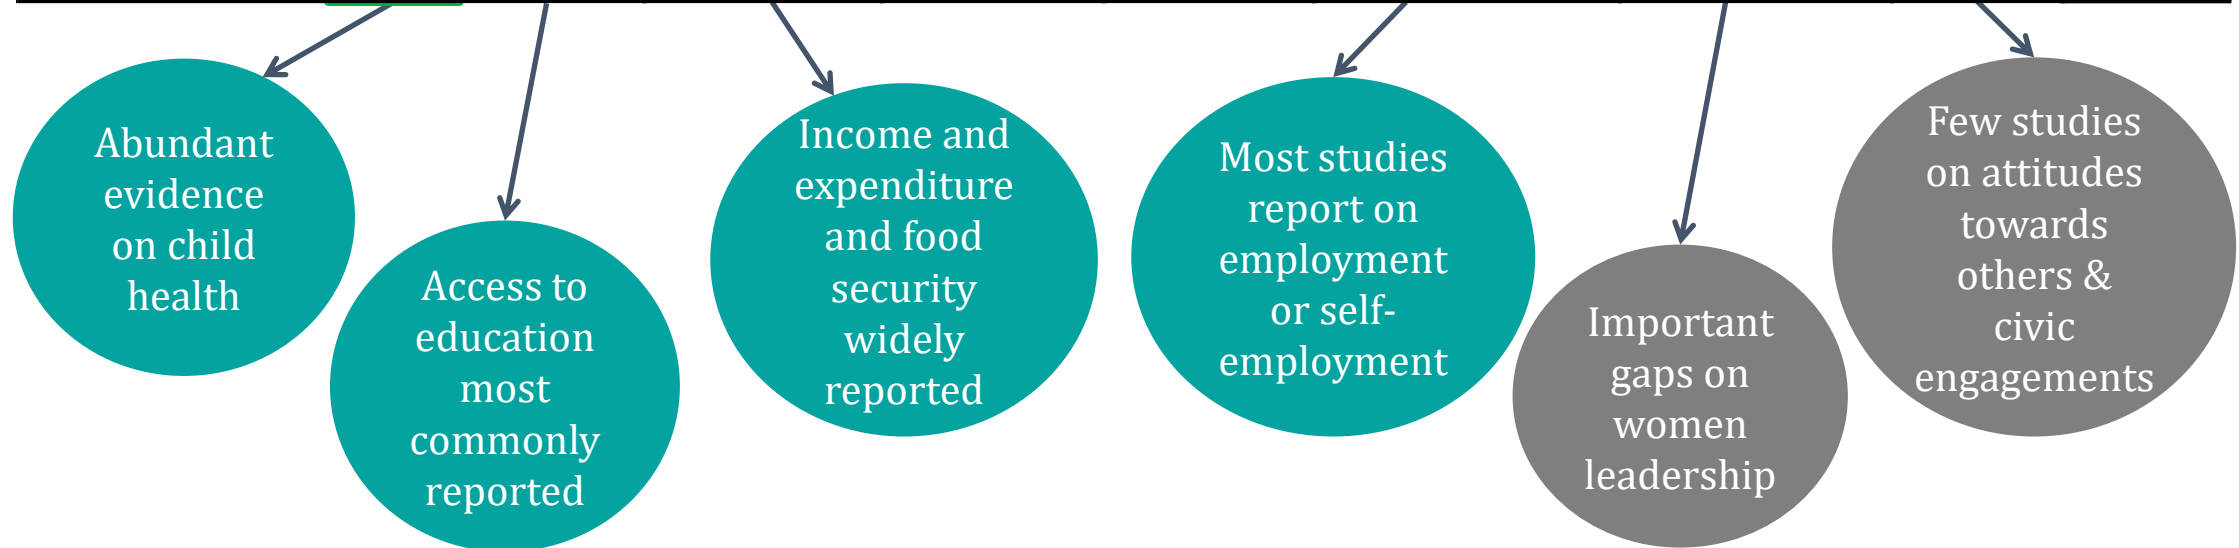 Abundant
evidence
on child
health
Access to
education
most
commonly
reported
Income and
expenditure
and food
security
widely
reported
Most studies
report on
employment
or self-
employment
Important
gaps on
women
leadership
Few studies
on attitudes
towards
others &
civic
engagements